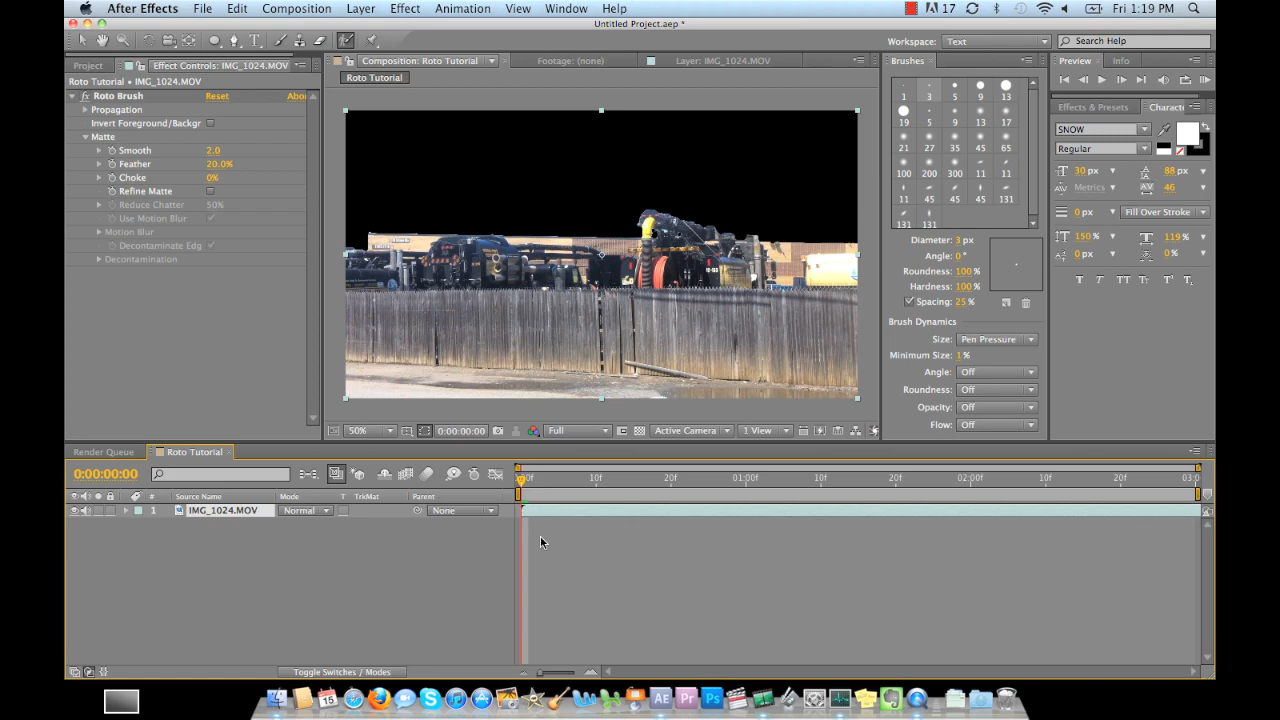 After Effects File Edit Composition Layer Effect Animation View Window Help 17 Fri 1:19 PM
Untitled Project.aep *
Workspace: Text Search Help
Project Effect Controls: IMG_1024.MOV
Composition: Roto Tutorial Footage: (none) Layer: IMG_1024.MOV
Brushes
Preview Info
Roto Tutorial • IMG_1024.MOV
Roto Tutorial
Roto Brush Reset Abo
Propagation
Invert Foreground/Backgr
Matte
Smooth 2.0
Feather 20.0%
Choke 0%
Refine Matte
Reduce Chatter 50%
Use Motion Blur
Motion Blur
Decontaminate Edg
Decontamination
1 3 5 9 13
19 5 9 13 17
21 27 35 45 65
100 200 300 11 11
11 45 45 45 131
131 131
Diameter: 3 px
Angle: 0°
Roundness: 100%
Hardness: 100%
Spacing: 25 %
Brush Dynamics
Size: Pen Pressure
Minimum Size: 1%
Angle: Off
Roundness: Off
Opacity: Off
Flow: Off
Effects & Presets Charact
SNOW
Regular
30 px 88 px
Metrics 46
0 px Fill Over Stroke
150 % 119 %
0 px 0 %
T T TT Tт T¹ T₁
50% 0:00:00:00 Full Active Camera 1 View
Render Queue Roto Tutorial
0:00:00:00
:00f 10f 20f 01:00f 10f 20f 02:00f 10f 20f 03:0
# Source Name Mode T TrkMat Parent
1 IMG_1024.MOV Normal None
Toggle Switches / Modes
15 AE Pr Ps